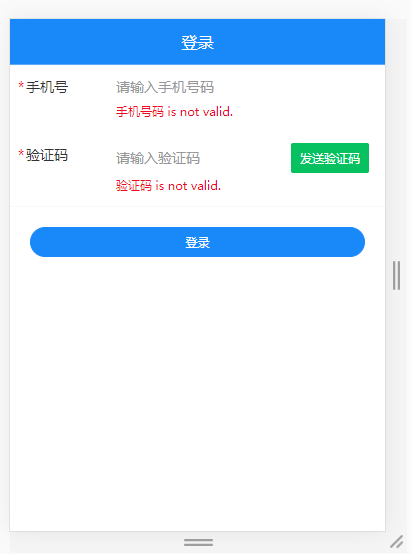 登录
*手机号 请输入手机号码
手机号码 is not valid.
*验证码 请输入验证码 发送验证码
验证码 is not valid.
登录